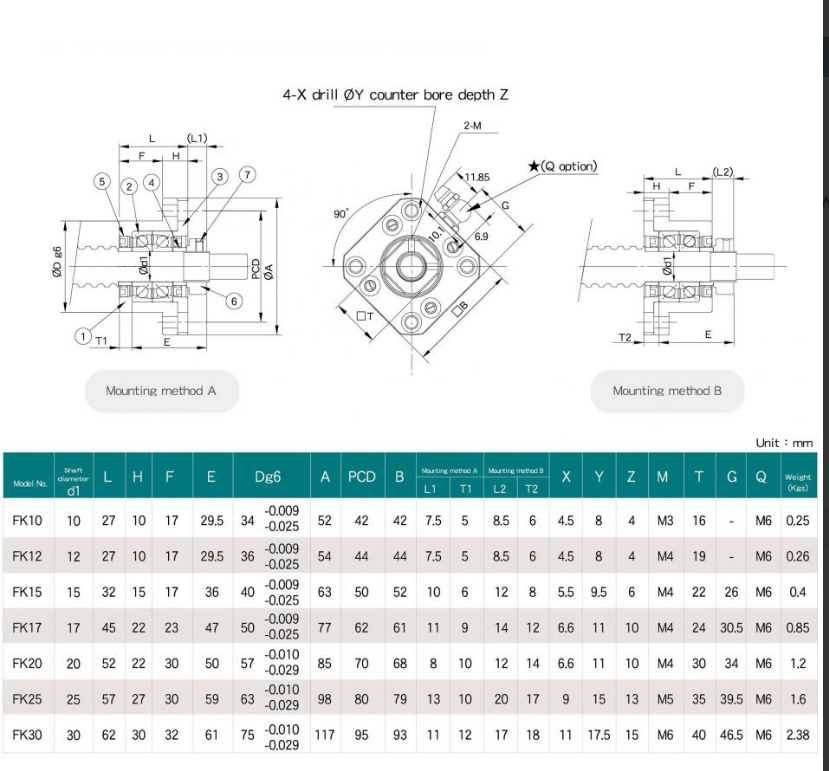 4-X drill ØY counter bore depth Z
2-M
★(Q option)
L
(L1)
F
H
5
2
4
3
7
90°
11.85
G
10.1
6.9
L
(L2)
H
F
ØD g6
Ød1
PCD
ØA
Ød1
6
1
□T
□B
T1
E
T2
E
Mounting method A
Mounting method B
Unit：mm
Model No. Shaft diameter d1 L H F E Dg6 A PCD B Mounting method A L1 T1 Mounting method B L2 T2 X Y Z M T G Q Weight (Kgs)
FK10 10 27 10 17 29.5 34 -0.009 -0.025 52 42 42 7.5 5 8.5 6 4.5 8 4 M3 16 - M6 0.25
FK12 12 27 10 17 29.5 36 -0.009 -0.025 54 44 44 7.5 5 8.5 6 4.5 8 4 M4 19 - M6 0.26
FK15 15 32 15 17 36 40 -0.009 -0.025 63 50 52 10 6 12 8 5.5 9.5 6 M4 22 26 M6 0.4
FK17 17 45 22 23 47 50 -0.009 -0.025 77 62 61 11 9 14 12 6.6 11 10 M4 24 30.5 M6 0.85
FK20 20 52 22 30 50 57 -0.010 -0.029 85 70 68 8 10 12 14 6.6 11 10 M4 30 34 M6 1.2
FK25 25 57 27 30 59 63 -0.010 -0.029 98 80 79 13 10 20 17 9 15 13 M5 35 39.5 M6 1.6
FK30 30 62 30 32 61 75 -0.010 -0.029 117 95 93 11 12 17 18 11 17.5 15 M6 40 46.5 M6 2.38